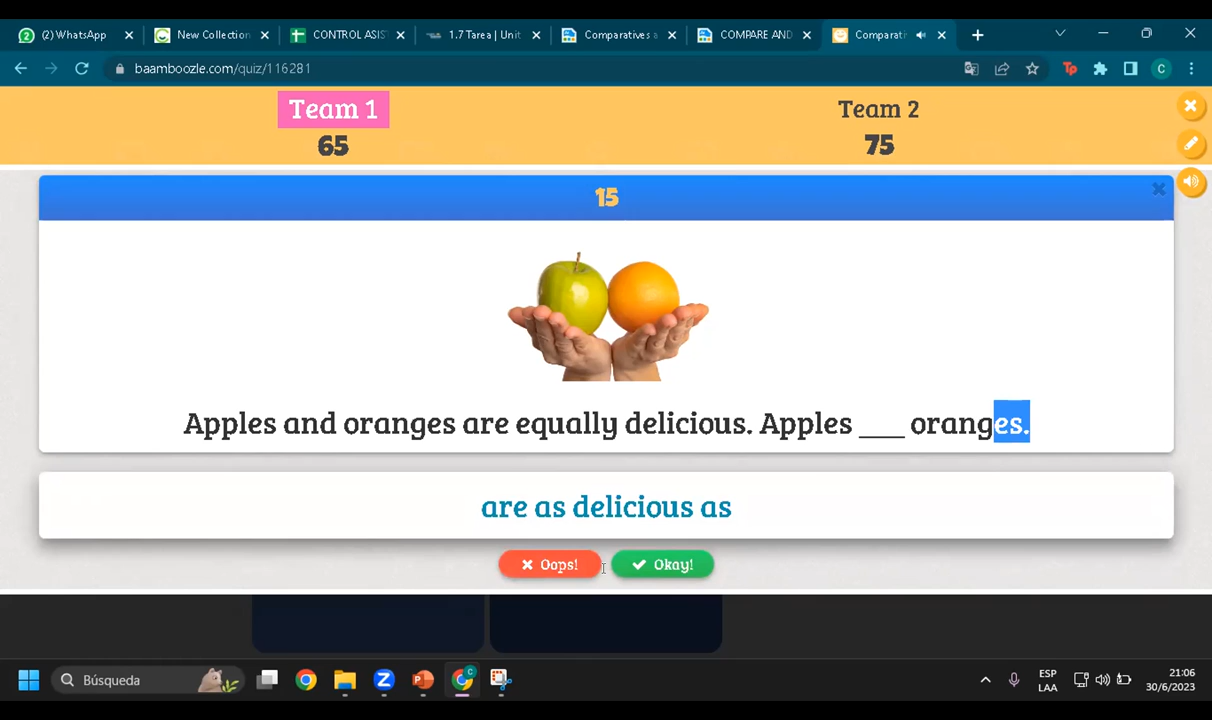 (2) WhatsApp
New Collection
CONTROL ASIS
1.7 Tarea | Unit
Comparatives a
COMPARE AND
Comparati
baamboozle.com/quiz/116281
C
Team 1
65
Team 2
75
15
Apples and oranges are equally delicious. Apples ___ oranges.
are as delicious as
Oops!
Okay!
Búsqueda
ESP
LAA
21:06
30/6/2023